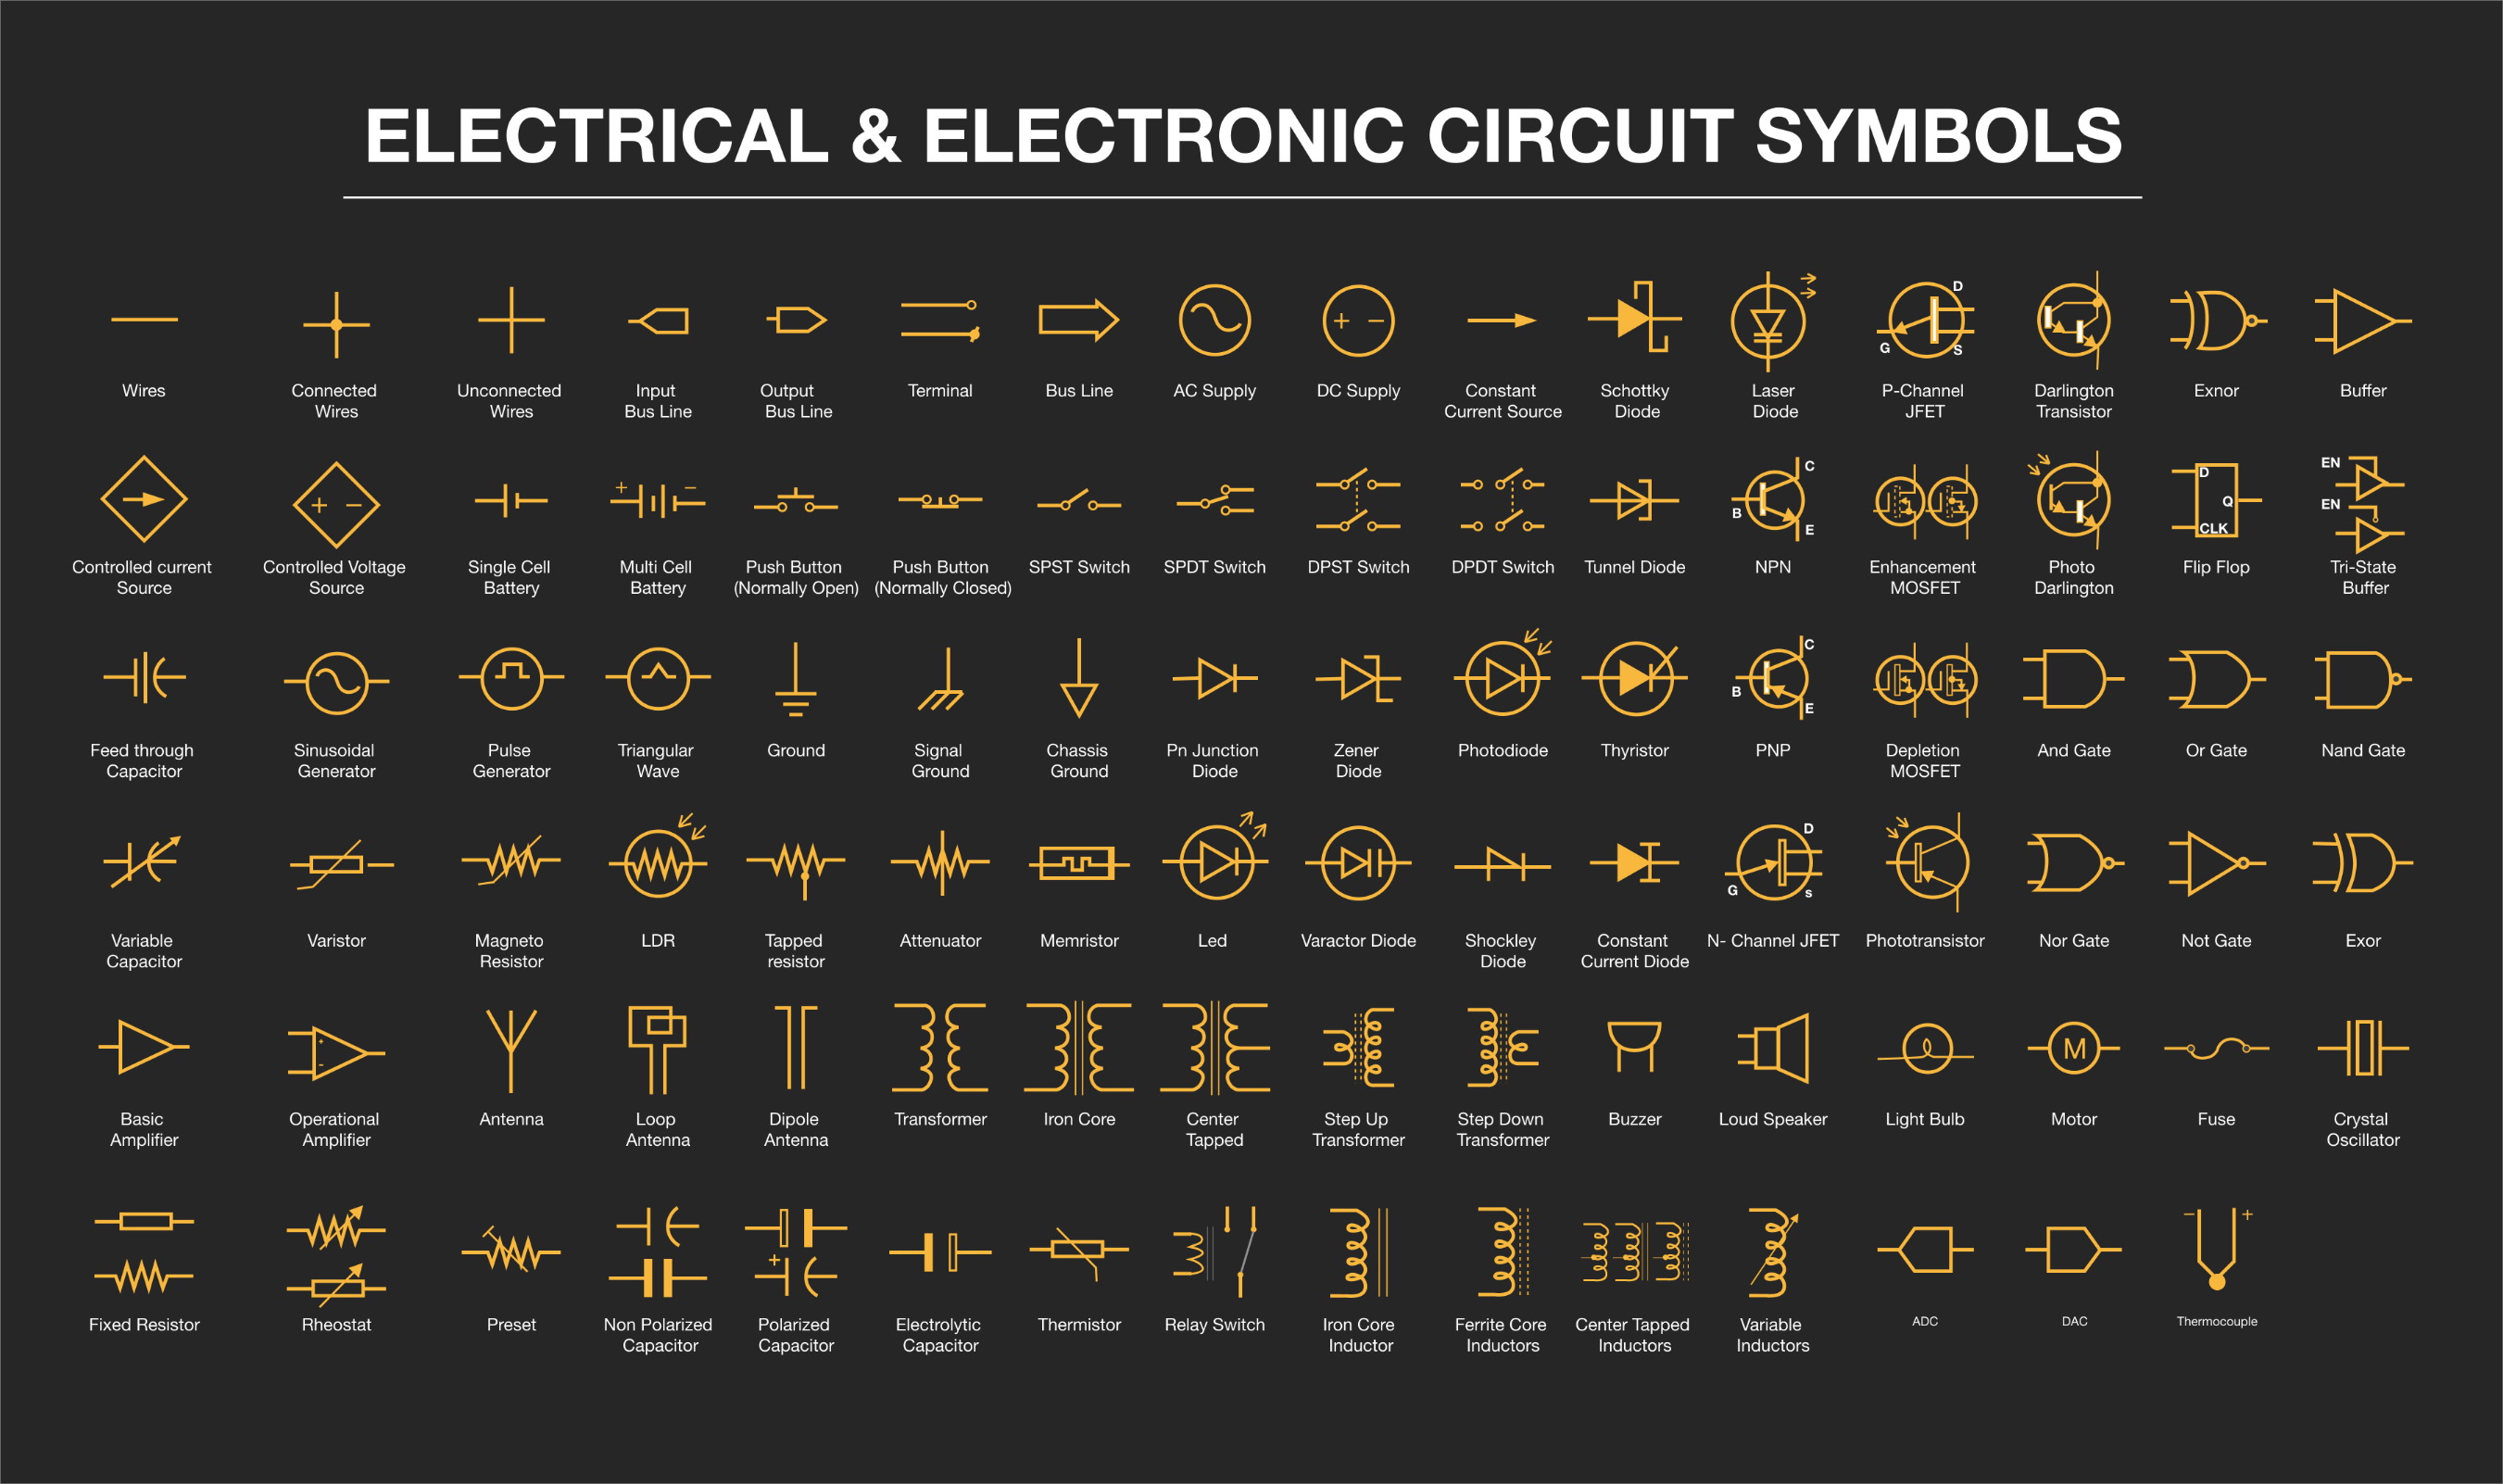 ELECTRICAL & ELECTRONIC CIRCUIT SYMBOLS
+ −
D
G
S
Wires
Connected
Wires
Unconnected
Wires
Input
Bus Line
Output
Bus Line
Terminal
Bus Line
AC Supply
DC Supply
Constant
Current Source
Schottky
Diode
Laser
Diode
P-Channel
JFET
Darlington
Transistor
Exnor
Buffer
+ −
+ −
C
B
E
D
Q
CLK
EN
EN
Controlled current
Source
Controlled Voltage
Source
Single Cell
Battery
Multi Cell
Battery
Push Button
(Normally Open)
Push Button
(Normally Closed)
SPST Switch
SPDT Switch
DPST Switch
DPDT Switch
Tunnel Diode
NPN
Enhancement
MOSFET
Photo
Darlington
Flip Flop
Tri-State
Buffer
C
B
E
Feed through
Capacitor
Sinusoidal
Generator
Pulse
Generator
Triangular
Wave
Ground
Signal
Ground
Chassis
Ground
Pn Junction
Diode
Zener
Diode
Photodiode
Thyristor
PNP
Depletion
MOSFET
And Gate
Or Gate
Nand Gate
D
G
s
Variable
Capacitor
Varistor
Magneto
Resistor
LDR
Tapped
resistor
Attenuator
Memristor
Led
Varactor Diode
Shockley
Diode
Constant
Current Diode
N- Channel JFET
Phototransistor
Nor Gate
Not Gate
Exor
+
-
M
Basic
Amplifier
Operational
Amplifier
Antenna
Loop
Antenna
Dipole
Antenna
Transformer
Iron Core
Center
Tapped
Step Up
Transformer
Step Down
Transformer
Buzzer
Loud Speaker
Light Bulb
Motor
Fuse
Crystal
Oscillator
+
− +
Fixed Resistor
Rheostat
Preset
Non Polarized
Capacitor
Polarized
Capacitor
Electrolytic
Capacitor
Thermistor
Relay Switch
Iron Core
Inductor
Ferrite Core
Inductors
Center Tapped
Inductors
Variable
Inductors
ADC
DAC
Thermocouple